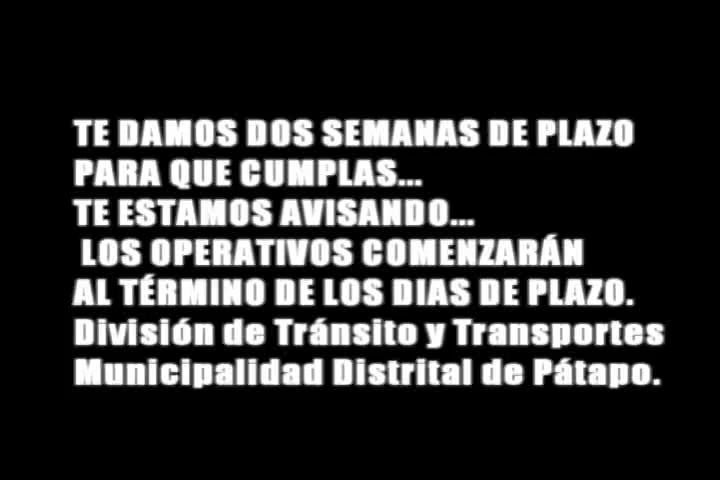 TE DAMOS DOS SEMANAS DE PLAZO
PARA QUE CUMPLAS...
TE ESTAMOS AVISANDO...
LOS OPERATIVOS COMENZARÁN
AL TÉRMINO DE LOS DIAS DE PLAZO.
División de Tránsito y Transportes
Municipalidad Distrital de Pátapo.